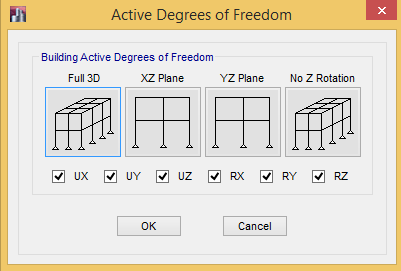 Active Degrees of Freedom
Building Active Degrees of Freedom
Full 3D XZ Plane YZ Plane No Z Rotation
UX UY UZ RX RY RZ
OK Cancel